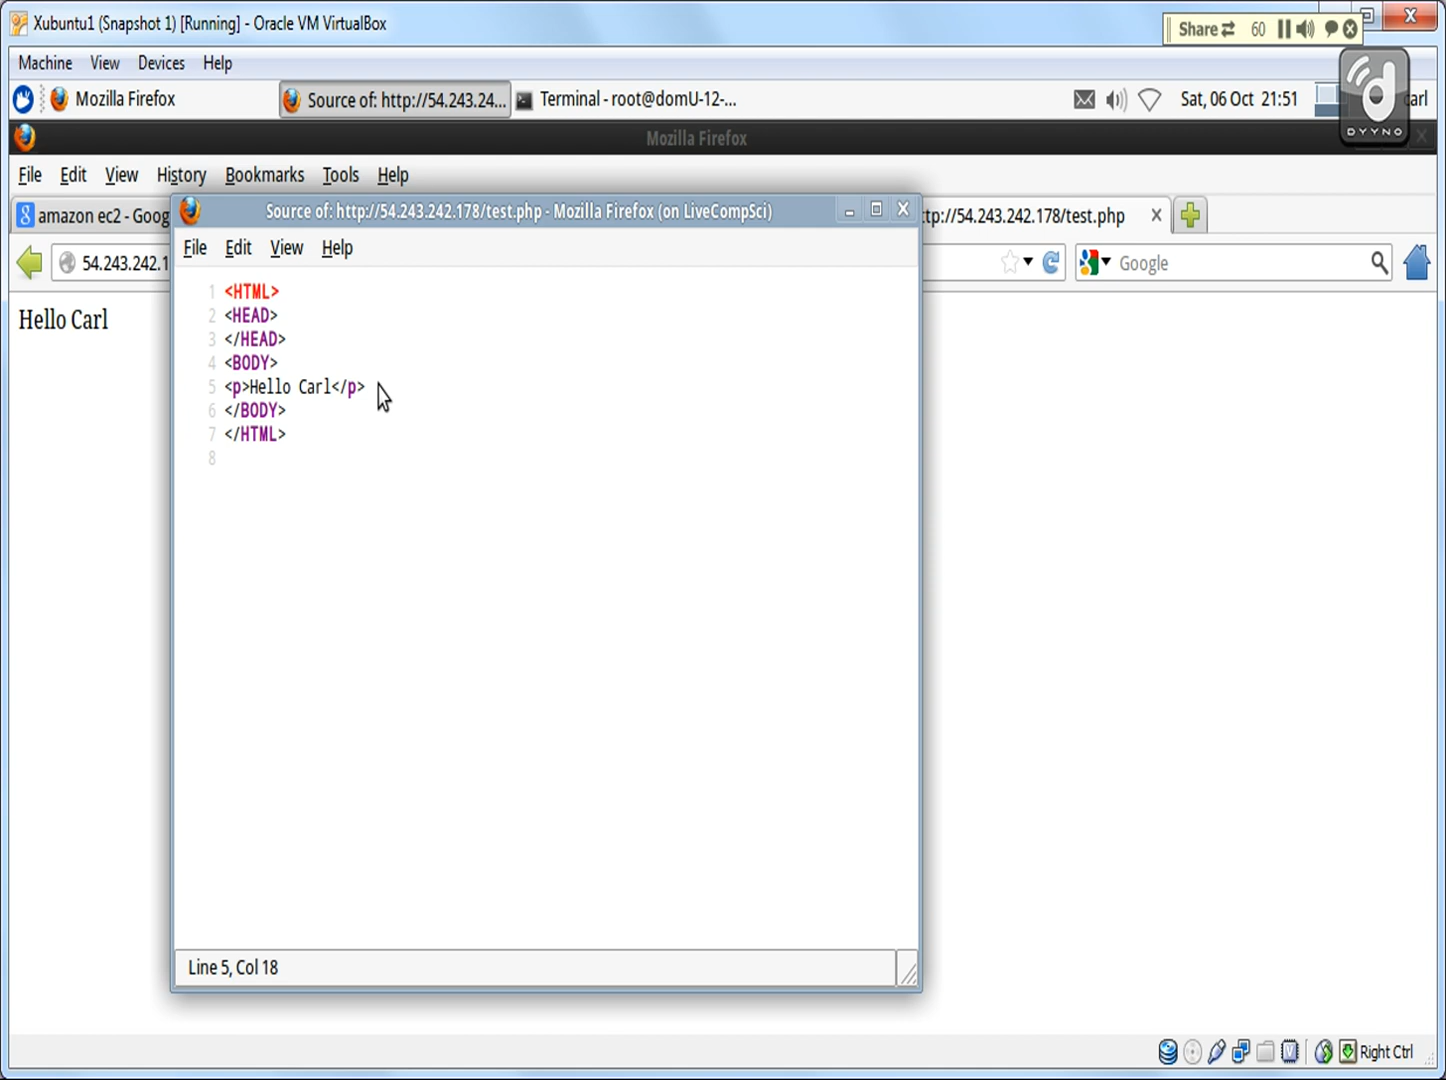 Xubuntu1 (Snapshot 1) [Running] - Oracle VM VirtualBox
Share 60
Machine View Devices Help
Mozilla Firefox Source of: http://54.243.24... Terminal - root@domU-12-... Sat, 06 Oct 21:51 carl
DYYNO
Mozilla Firefox
File Edit View History Bookmarks Tools Help
amazon ec2 - Goog Source of: http://54.243.242.178/test.php - Mozilla Firefox (on LiveCompSci) tp://54.243.242.178/test.php
File Edit View Help
54.243.242.1 Google
Hello Carl
1 <HTML>
2 <HEAD>
3 </HEAD>
4 <BODY>
5 <p>Hello Carl</p>
6 </BODY>
7 </HTML>
8
Line 5, Col 18
Right Ctrl